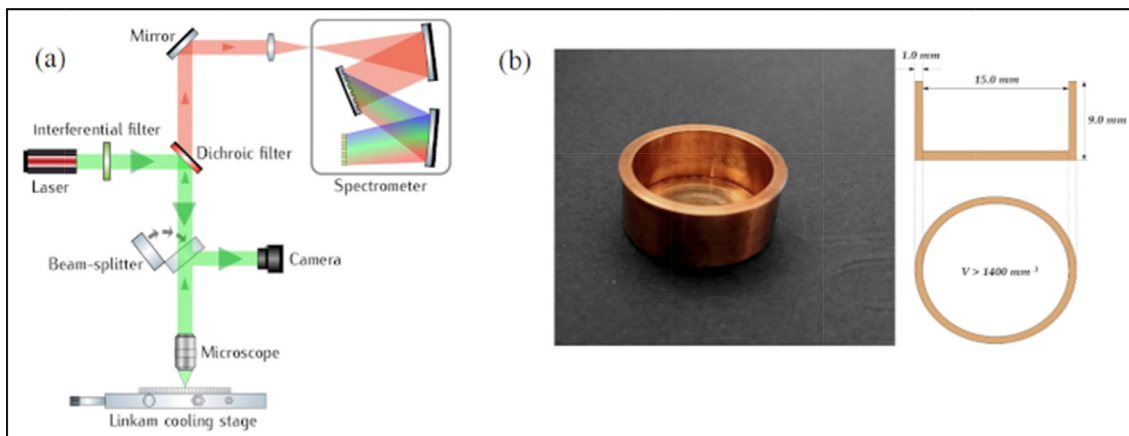 (a)
Mirror
Interferential filter
Dichroic filter
Laser
Spectrometer
Beam-splitter
Camera
Microscope
Linkam cooling stage
(b)
1.0 mm
15.0 mm
9.0 mm
V > 1400 mm ³